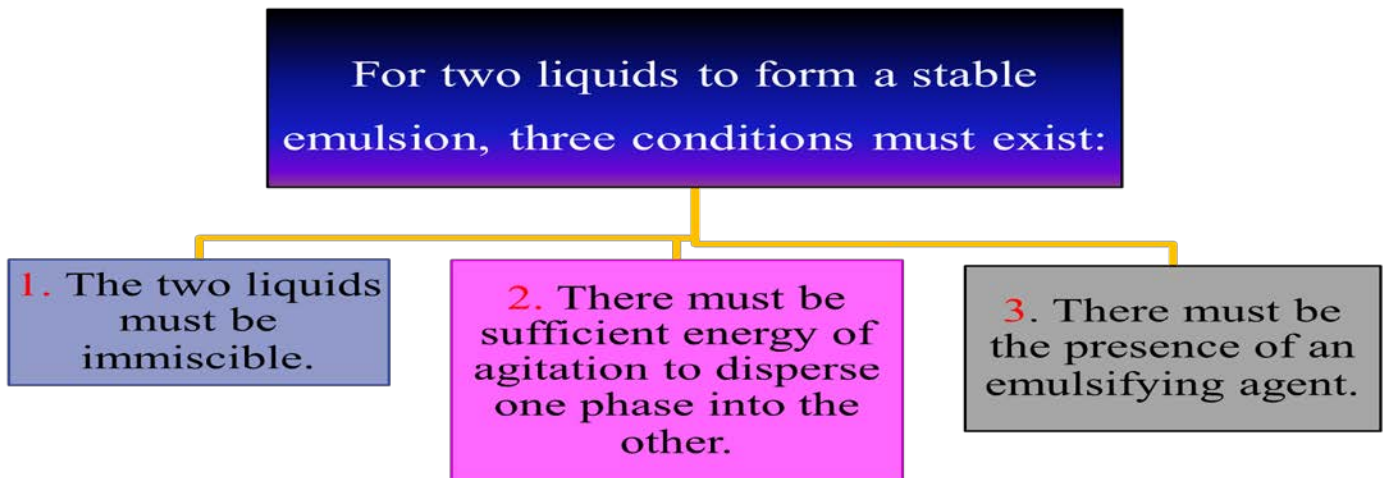 For two liquids to form a stable
emulsion, three conditions must exist:
1. The two liquids
must be
immiscible.
2. There must be
sufficient energy of
agitation to disperse
one phase into the
other.
3. There must be
the presence of an
emulsifying agent.